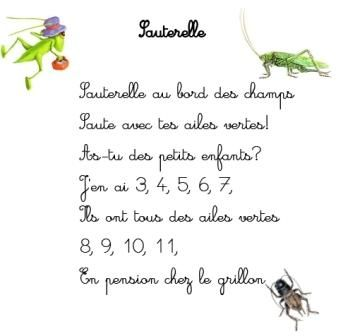 Sauterelle
Sauterelle au bord des champs
Saute avec tes ailes vertes!
As-tu des petits enfants?
J'en ai 3, 4, 5, 6, 7,
Ils ont tous des ailes vertes
8, 9, 10, 11,
En pension chez le grillon